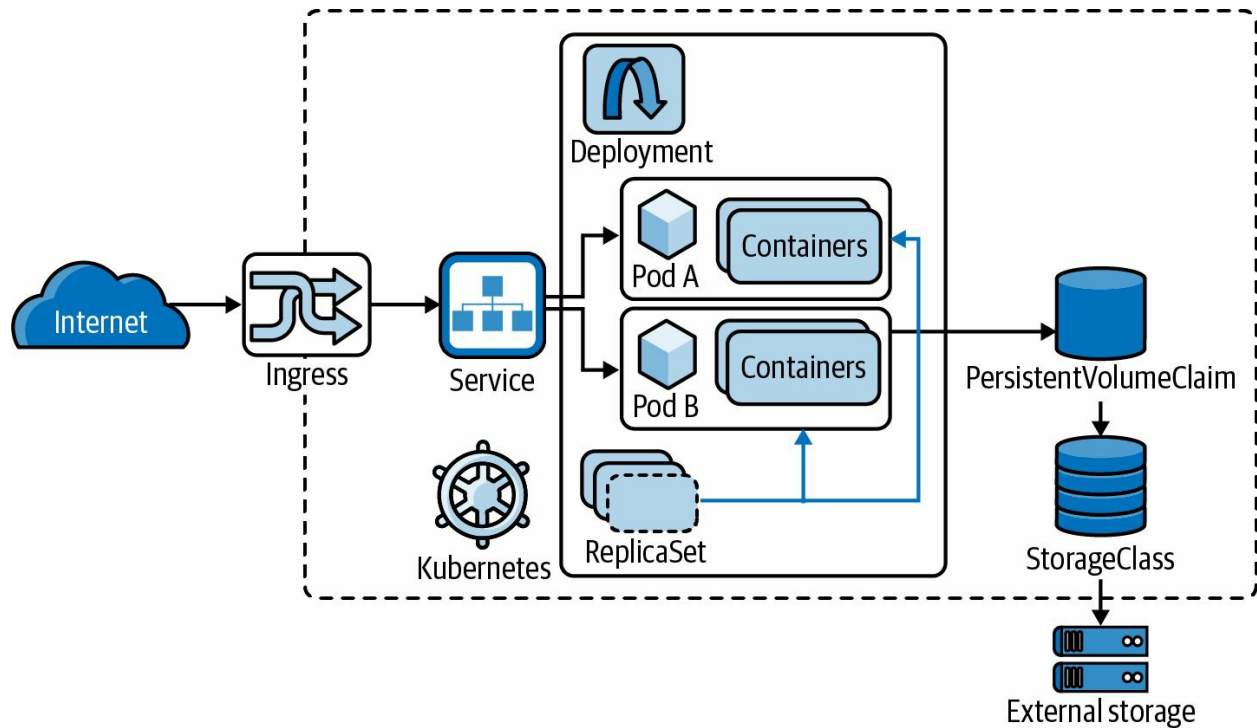 Deployment
Containers
Pod A
Internet
Ingress
Service
Containers
Pod B
PersistentVolumeClaim
Kubernetes
ReplicaSet
StorageClass
External storage